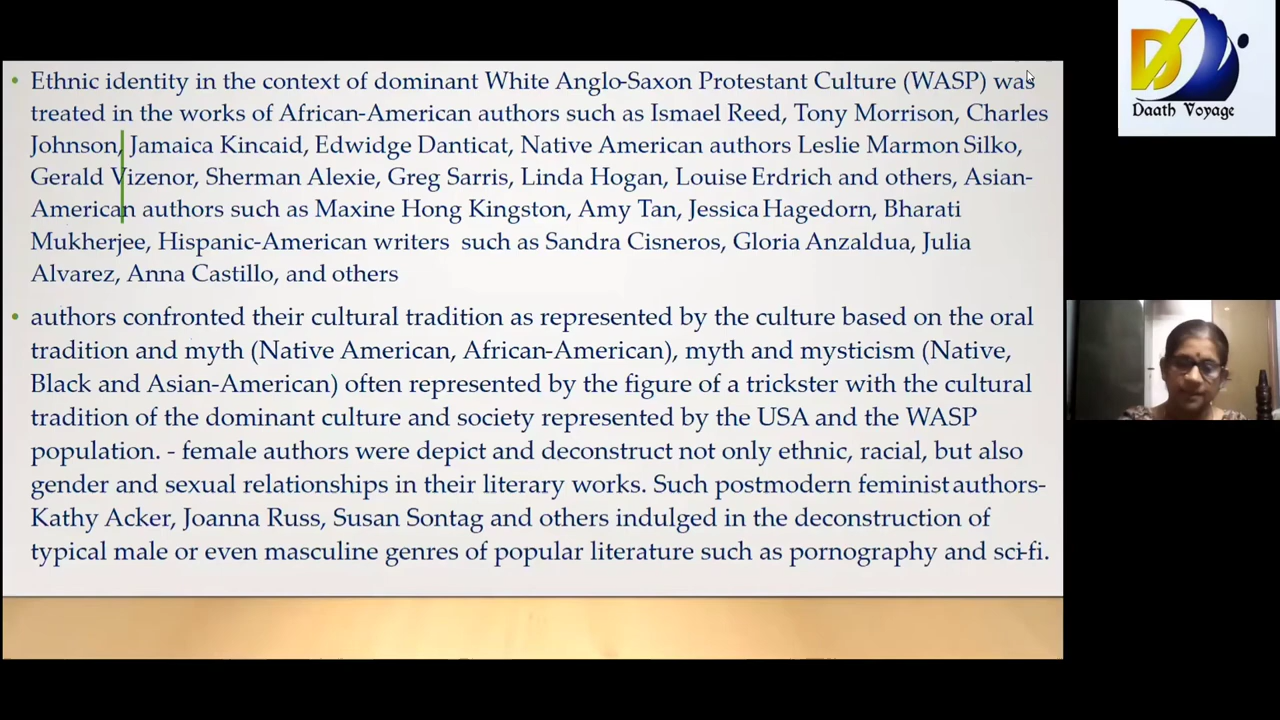 • Ethnic identity in the context of dominant White Anglo-Saxon Protestant Culture (WASP) was
treated in the works of African-American authors such as Ismael Reed, Tony Morrison, Charles
Johnson, Jamaica Kincaid, Edwidge Danticat, Native American authors Leslie Marmon Silko,
Gerald Vizenor, Sherman Alexie, Greg Sarris, Linda Hogan, Louise Erdrich and others, Asian-
American authors such as Maxine Hong Kingston, Amy Tan, Jessica Hagedorn, Bharati
Mukherjee, Hispanic-American writers such as Sandra Cisneros, Gloria Anzaldua, Julia
Alvarez, Anna Castillo, and others
• authors confronted their cultural tradition as represented by the culture based on the oral
tradition and myth (Native American, African-American), myth and mysticism (Native,
Black and Asian-American) often represented by the figure of a trickster with the cultural
tradition of the dominant culture and society represented by the USA and the WASP
population. - female authors were depict and deconstruct not only ethnic, racial, but also
gender and sexual relationships in their literary works. Such postmodern feminist authors-
Kathy Acker, Joanna Russ, Susan Sontag and others indulged in the deconstruction of
typical male or even masculine genres of popular literature such as pornography and sci-fi.
DV
Daath Voyage